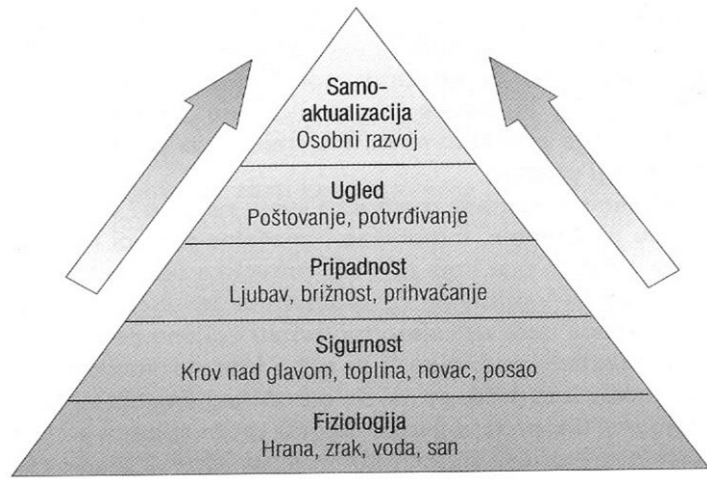 Samo-
aktualizacija
Osobni razvoj
Ugled
Poštovanje, potvrđivanje
Pripadnost
Ljubav, brižnost, prihvaćanje
Sigurnost
Krov nad glavom, toplina, novac, posao
Fiziologija
Hrana, zrak, voda, san